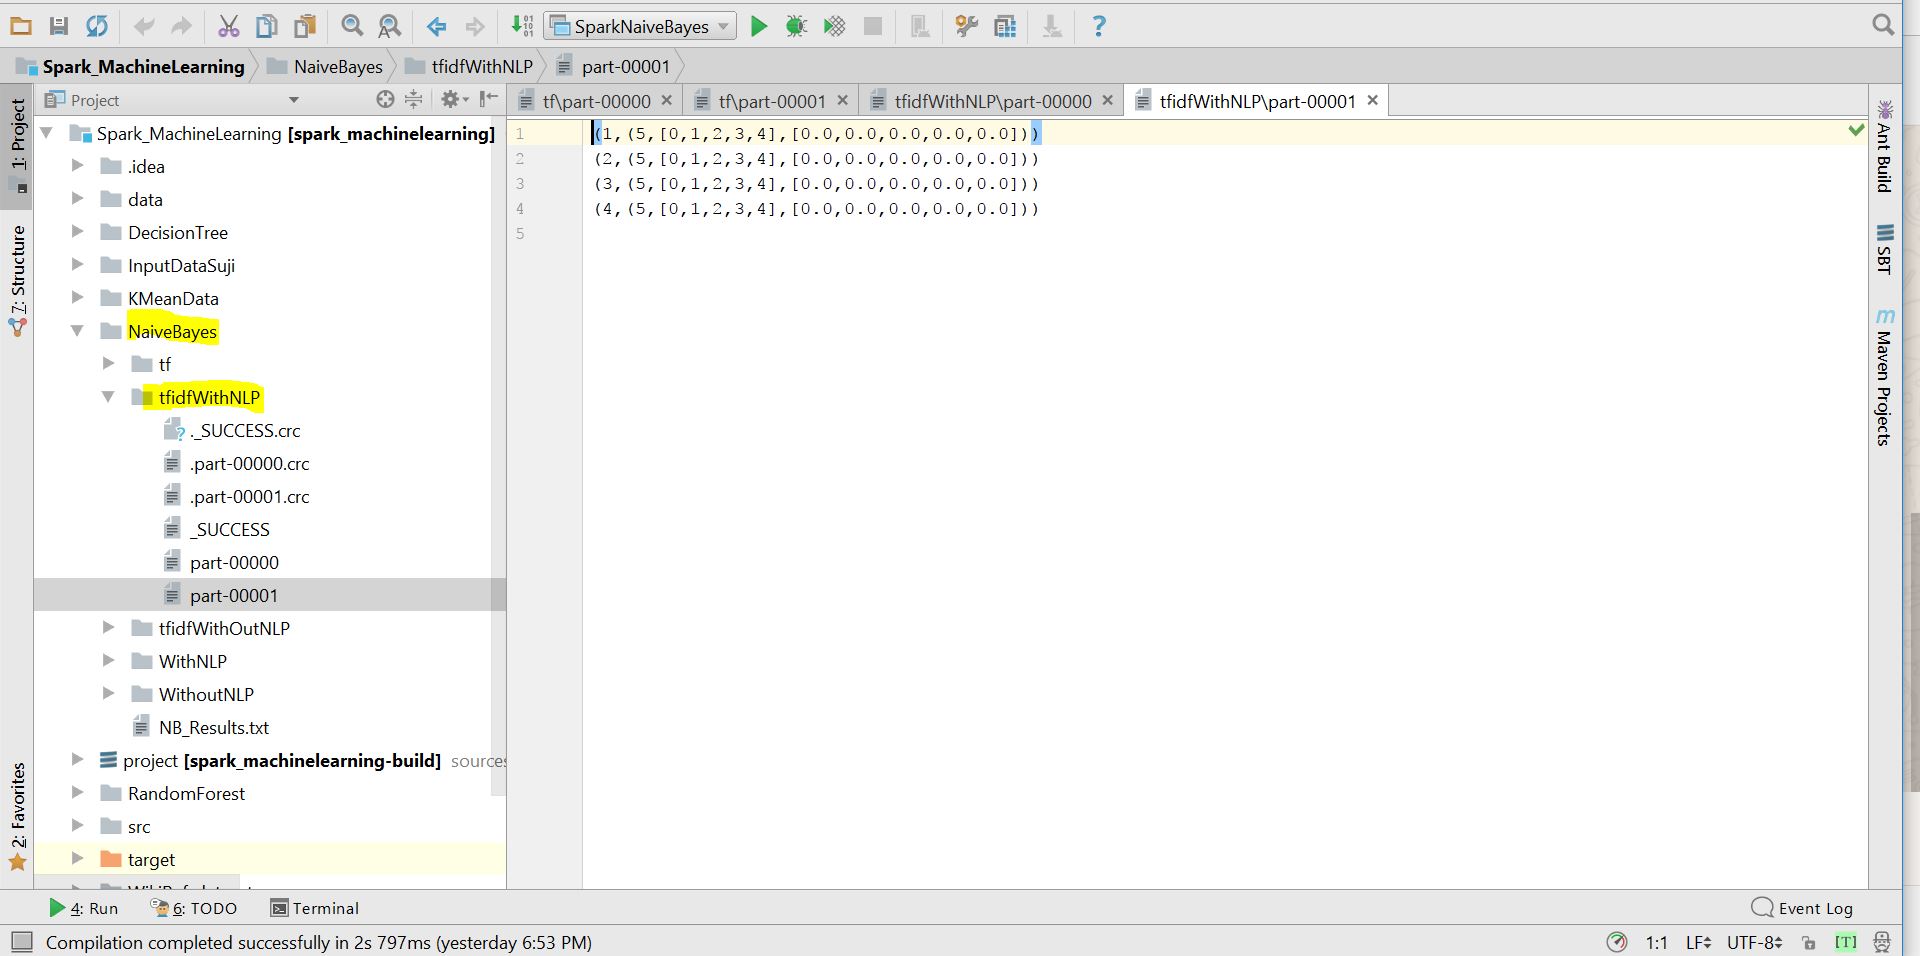 SparkNaiveBayes
Spark_MachineLearning NaiveBayes tfidfWithNLP part-00001
1: Project
7: Structure
2: Favorites
Project
Spark_MachineLearning [spark_machinelearning]
.idea
data
DecisionTree
InputDataSuji
KMeanData
NaiveBayes
tf
tfidfWithNLP
._SUCCESS.crc
.part-00000.crc
.part-00001.crc
_SUCCESS
part-00000
part-00001
tfidfWithOutNLP
WithNLP
WithoutNLP
NB_Results.txt
project [spark_machinelearning-build] sources
RandomForest
src
target
tf\part-00000 tf\part-00001 tfidfWithNLP\part-00000 tfidfWithNLP\part-00001
1 (1,(5,[0,1,2,3,4],[0.0,0.0,0.0,0.0,0.0]))
2 (2,(5,[0,1,2,3,4],[0.0,0.0,0.0,0.0,0.0]))
3 (3,(5,[0,1,2,3,4],[0.0,0.0,0.0,0.0,0.0]))
4 (4,(5,[0,1,2,3,4],[0.0,0.0,0.0,0.0,0.0]))
5
Ant Build
SBT
Maven Projects
4: Run 6: TODO Terminal Event Log
Compilation completed successfully in 2s 797ms (yesterday 6:53 PM) 1:1 LF UTF-8 [T]